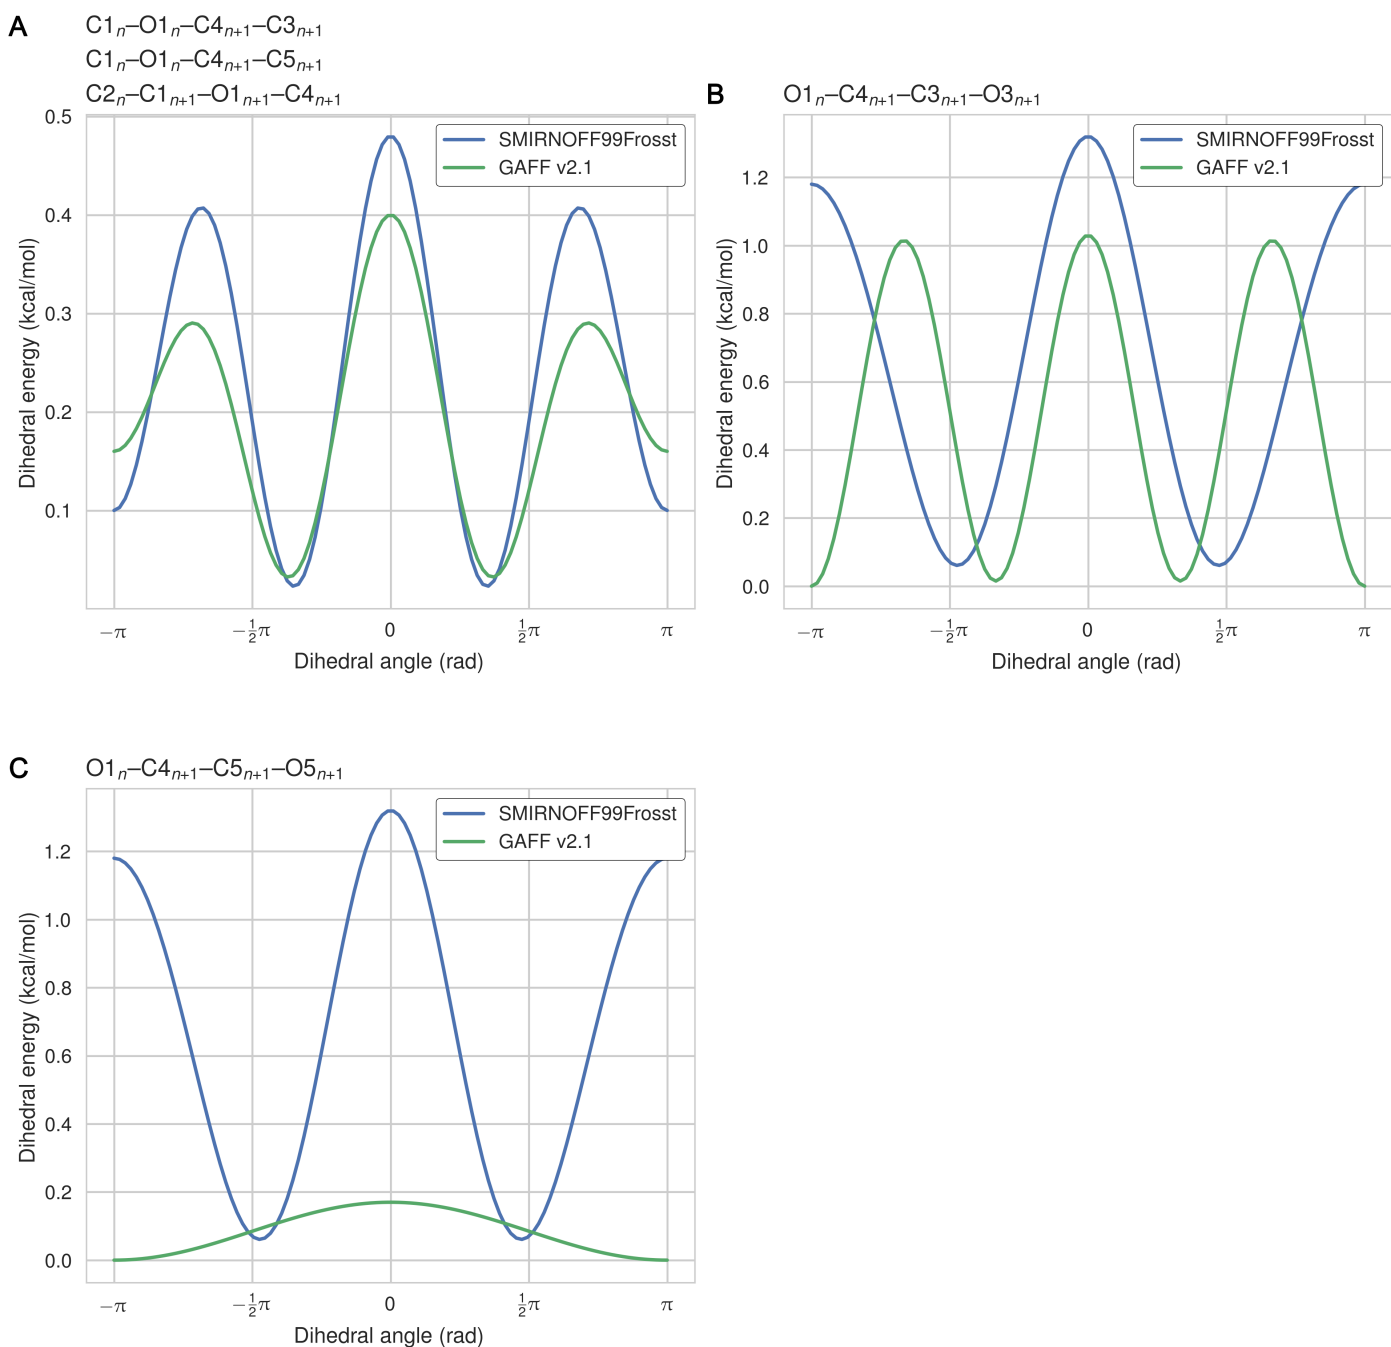 A
C1n–O1n–C4n+1–C3n+1
C1n–O1n–C4n+1–C5n+1
C2n–C1n+1–O1n+1–C4n+1
0.5
0.4
0.3
0.2
0.1
Dihedral energy (kcal/mol)
SMIRNOFF99Frosst
GAFF v2.1
−π
−1/2π
0
1/2π
π
Dihedral angle (rad)
B
O1n–C4n+1–C3n+1–O3n+1
1.2
1.0
0.8
0.6
0.4
0.2
0.0
Dihedral energy (kcal/mol)
SMIRNOFF99Frosst
GAFF v2.1
−π
−1/2π
0
1/2π
π
Dihedral angle (rad)
C
O1n–C4n+1–C5n+1–O5n+1
1.2
1.0
0.8
0.6
0.4
0.2
0.0
Dihedral energy (kcal/mol)
SMIRNOFF99Frosst
GAFF v2.1
−π
−1/2π
0
1/2π
π
Dihedral angle (rad)